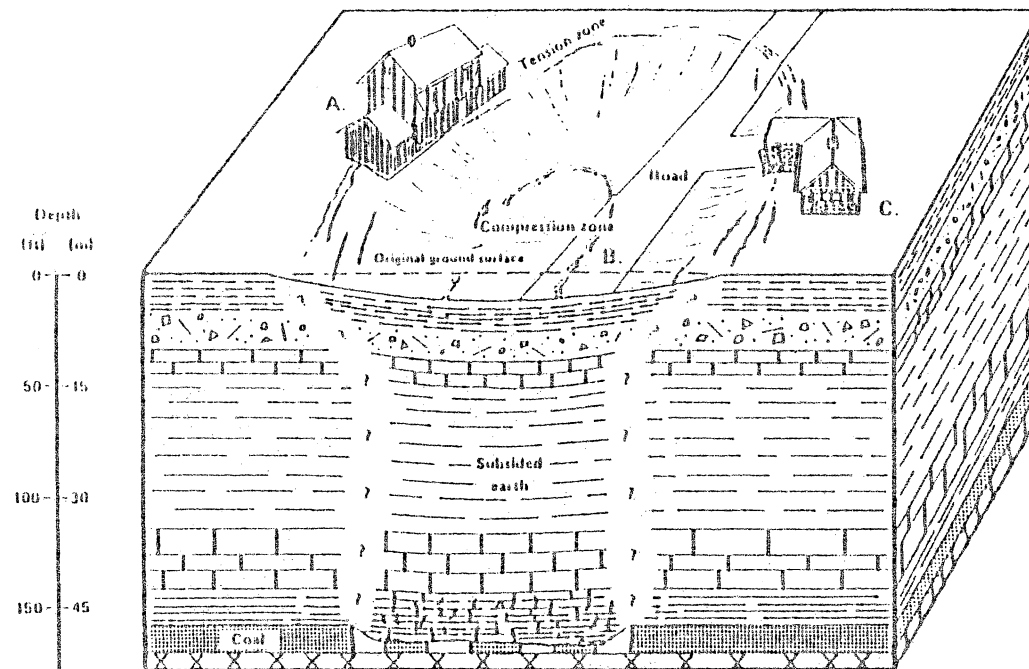 Tension zone
A.
Road
C.
Compression zone
B.
Original ground surface
Depth
(ft) (m)
0 0
50 15
100 30
150 45
?
?
?
?
?
?
?
?
Subsided
earth
Coal